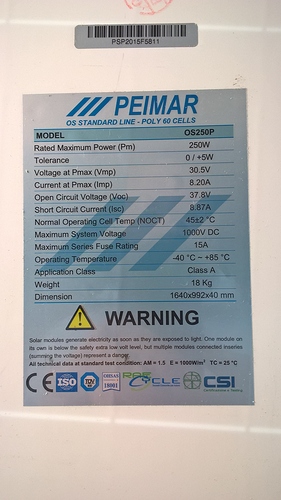 PSP2015F5811
PEIMAR
OS STANDARD LINE - POLY 60 CELLS
MODEL OS250P
Rated Maximum Power (Pm) 250W
Tolerance 0 / +5W
Voltage at Pmax (Vmp) 30.5V
Current at Pmax (Imp) 8.20A
Open Circuit Voltage (Voc) 37.8V
Short Circuit Current (Isc) 8.87A
Normal Operating Cell Temp (NOCT) 45±2 °C
Maximum System Voltage 1000V DC
Maximum Series Fuse Rating 15A
Operating Temperature -40 °C ~ +85 °C
Application Class Class A
Weight 18 Kg
Dimension 1640x992x40 mm
WARNING
Solar modules generate electricity as soon as they are exposed to light. One module on
its own is below the safety extra low volt level, but multiple modules connected inseries
(summing the voltage) represent a danger.
All technical data at standard test condition: AM = 1.5 E = 1000W/m² TC = 25 °C
CE ISO TÜV OHSAS 18001 CYCLE CSI